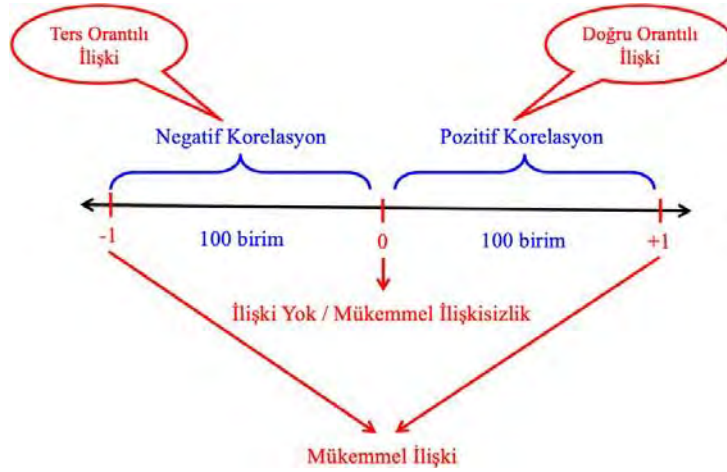 Ters Orantılı
İlişki
Doğru Orantılı
İlişki
Negatif Korelasyon
Pozitif Korelasyon
-1
100 birim
0
100 birim
+1
İlişki Yok / Mükemmel İlişkisizlik
Mükemmel İlişki